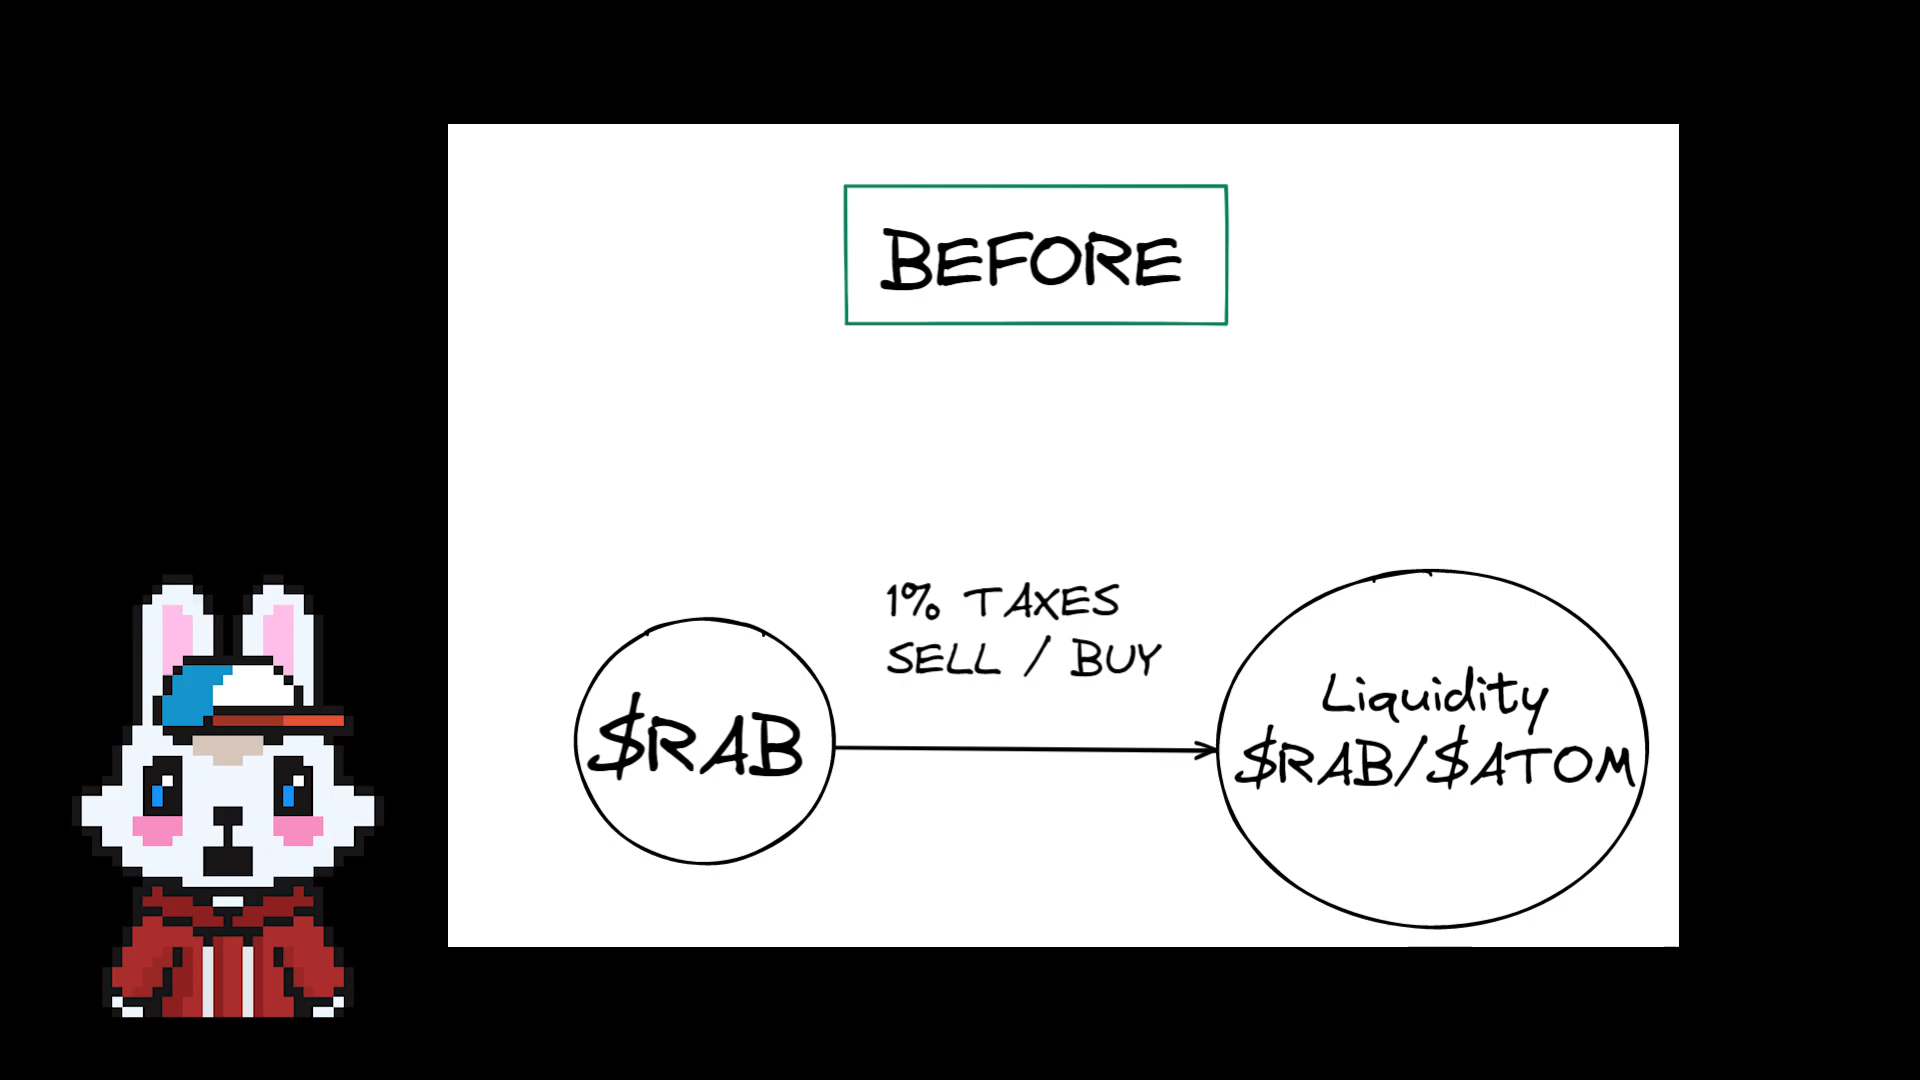 BEFORE
1% TAXES
SELL / BUY
$RAB
Liquidity
$RAB/$ATOM